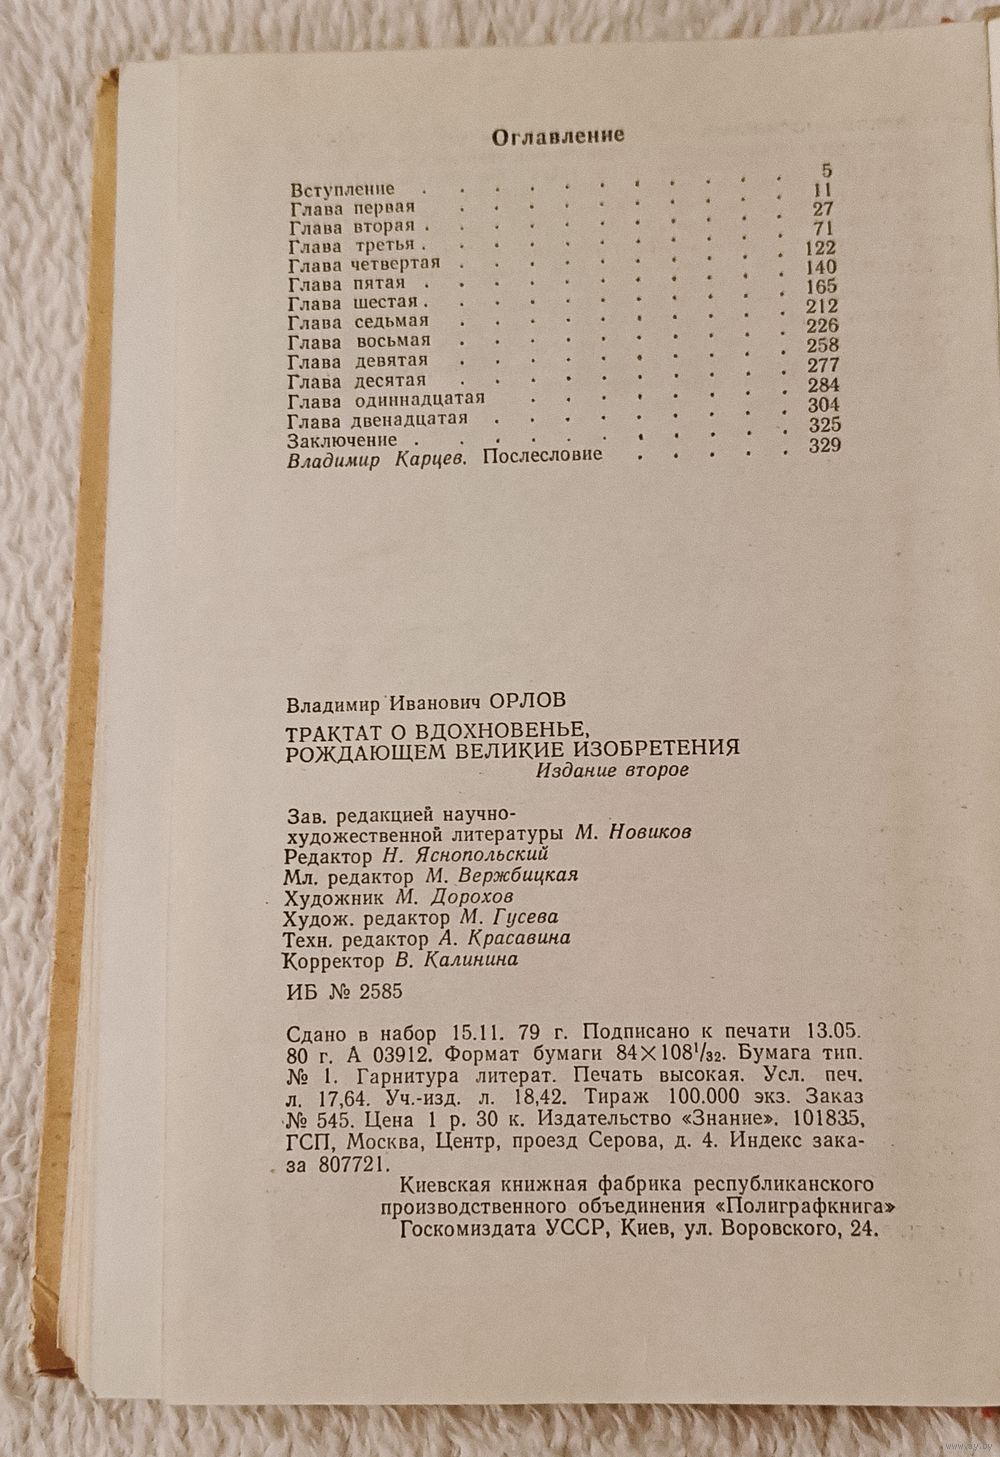 Оглавление
Вступление . . . . . . . . . . . 5
Глава первая . . . . . . . . . . 11
Глава вторая . . . . . . . . . . . 27
Глава третья . . . . . . . . . . . 71
Глава четвертая . . . . . . . . . . 122
Глава пятая . . . . . . . . . . . 140
Глава шестая . . . . . . . . . . . 165
Глава седьмая . . . . . . . . . . 212
Глава восьмая . . . . . . . . . . 226
Глава девятая . . . . . . . . . . 258
Глава десятая . . . . . . . . . . 277
Глава одиннадцатая . . . . . . . . 284
Глава двенадцатая . . . . . . . . . 304
Заключение . . . . . . . . . . . 325
Владимир Карцев. Послесловие . . . . . 329
Владимир Иванович ОРЛОВ
ТРАКТАТ О ВДОХНОВЕНЬЕ,
РОЖДАЮЩЕМ ВЕЛИКИЕ ИЗОБРЕТЕНИЯ
Издание второе
Зав. редакцией научно-
художественной литературы М. Новиков
Редактор Н. Яснопольский
Мл. редактор М. Вержбицкая
Художник М. Дорохов
Худож. редактор М. Гусева
Техн. редактор А. Красавина
Корректор В. Калинина
ИБ № 2585
Сдано в набор 15.11. 79 г. Подписано к печати 13.05.
80 г. А 03912. Формат бумаги 84×108¹/₃₂. Бумага тип.
№ 1. Гарнитура литерат. Печать высокая. Усл. печ.
л. 17,64. Уч.-изд. л. 18,42. Тираж 100.000 экз. Заказ
№ 545. Цена 1 р. 30 к. Издательство «Знание». 101835,
ГСП, Москва, Центр, проезд Серова, д. 4. Индекс зака-
за 807721.
Киевская книжная фабрика республиканского
производственного объединения «Полиграфкнига»
Госкомиздата УССР, Киев, ул. Воровского, 24.
www.ay.by